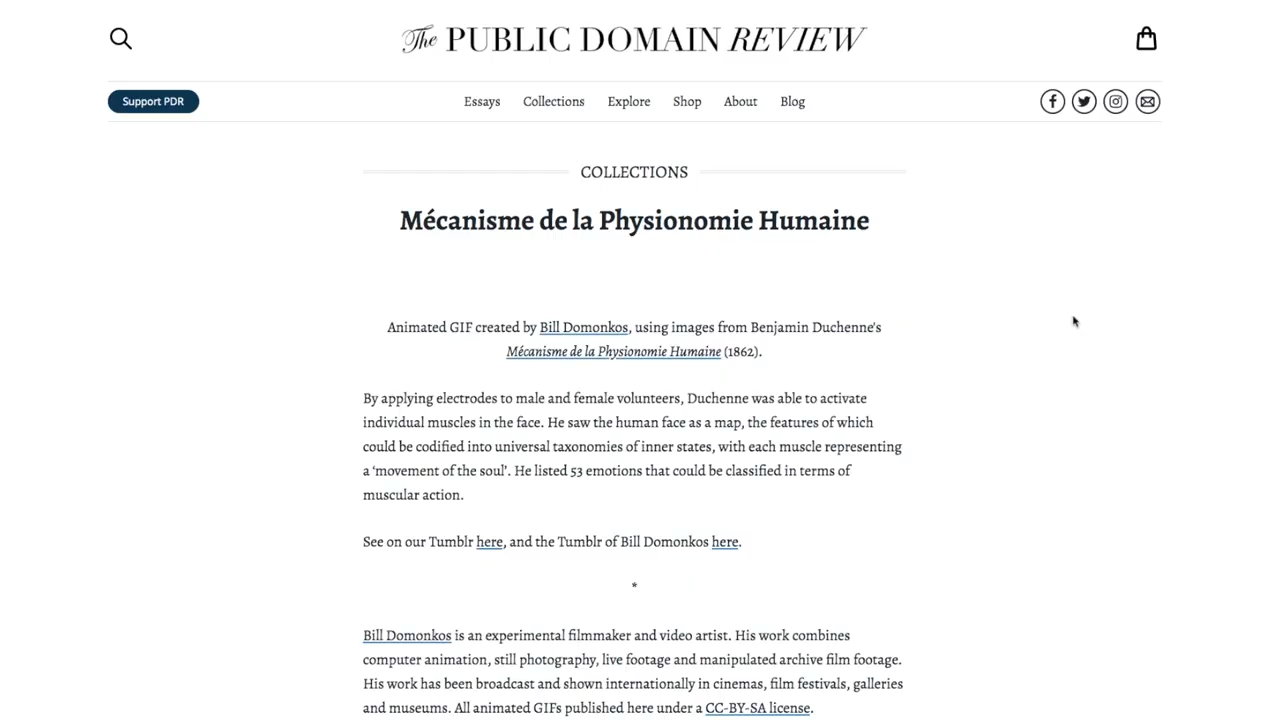 The PUBLIC DOMAIN REVIEW
Support PDR
Essays Collections Explore Shop About Blog
COLLECTIONS
Mécanisme de la Physionomie Humaine
Animated GIF created by Bill Domonkos, using images from Benjamin Duchenne's
Mécanisme de la Physionomie Humaine (1862).
By applying electrodes to male and female volunteers, Duchenne was able to activate
individual muscles in the face. He saw the human face as a map, the features of which
could be codified into universal taxonomies of inner states, with each muscle representing
a ‘movement of the soul’. He listed 53 emotions that could be classified in terms of
muscular action.
See on our Tumblr here, and the Tumblr of Bill Domonkos here.
*
Bill Domonkos is an experimental filmmaker and video artist. His work combines
computer animation, still photography, live footage and manipulated archive film footage.
His work has been broadcast and shown internationally in cinemas, film festivals, galleries
and museums. All animated GIFs published here under a CC-BY-SA license.